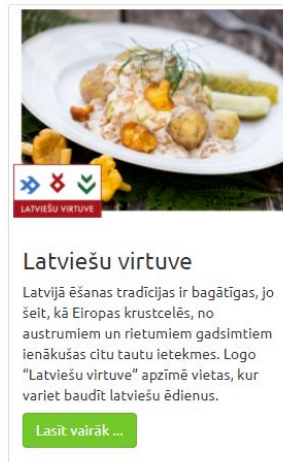 LATVIEŠU VIRTUVE
Latviešu virtuve
Latvijā ēšanas tradīcijas ir bagātīgas, jo
šeit, kā Eiropas krustcelēs, no
austrumiem un rietumiem gadsimtiem
ienākušas citu tautu ietekmes. Logo
“Latviešu virtuve” apzīmē vietas, kur
variet baudīt latviešu ēdienus.
Lasīt vairāk ...